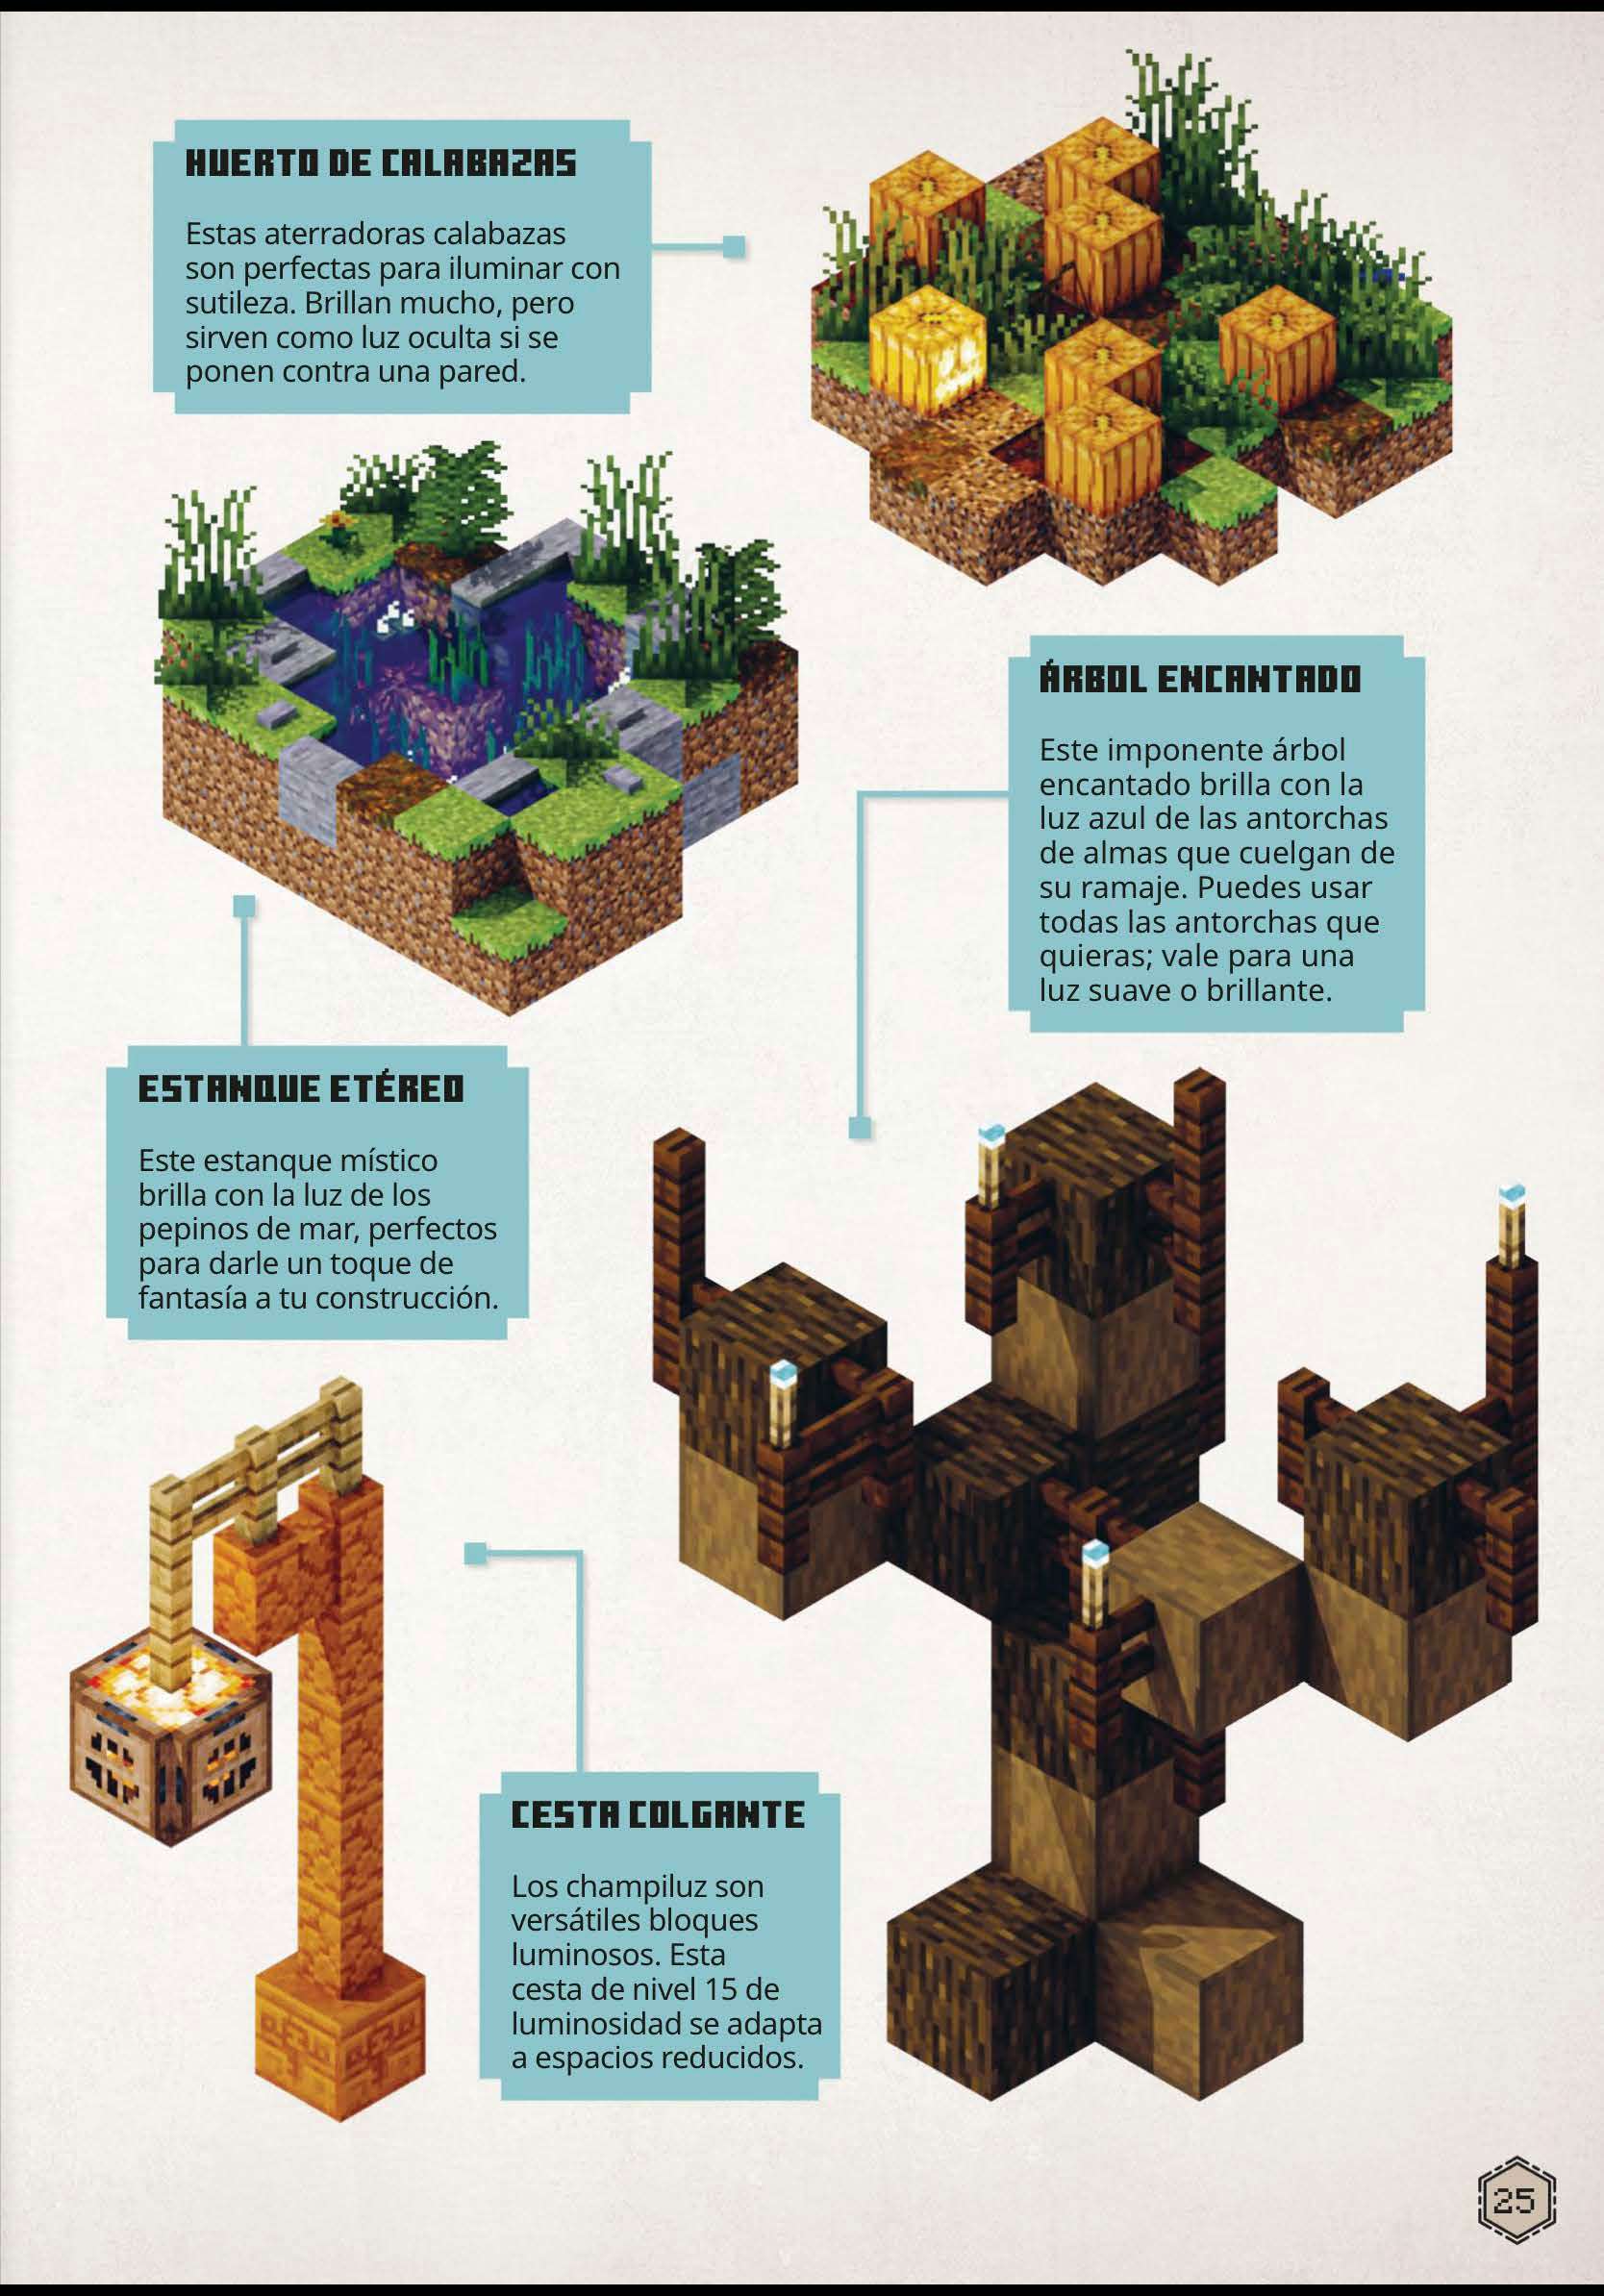 HUERTO DE CALABAZAS
Estas aterradoras calabazas
son perfectas para iluminar con
sutileza. Brillan mucho, pero
sirven como luz oculta si se
ponen contra una pared.
ÁRBOL ENCANTADO
Este imponente árbol
encantado brilla con la
luz azul de las antorchas
de almas que cuelgan de
su ramaje. Puedes usar
todas las antorchas que
quieras; vale para una
luz suave o brillante.
ESTANQUE ETÉREO
Este estanque místico
brilla con la luz de los
pepinos de mar, perfectos
para darle un toque de
fantasía a tu construcción.
CESTA COLGANTE
Los champiluz son
versátiles bloques
luminosos. Esta
cesta de nivel 15 de
luminosidad se adapta
a espacios reducidos.
25